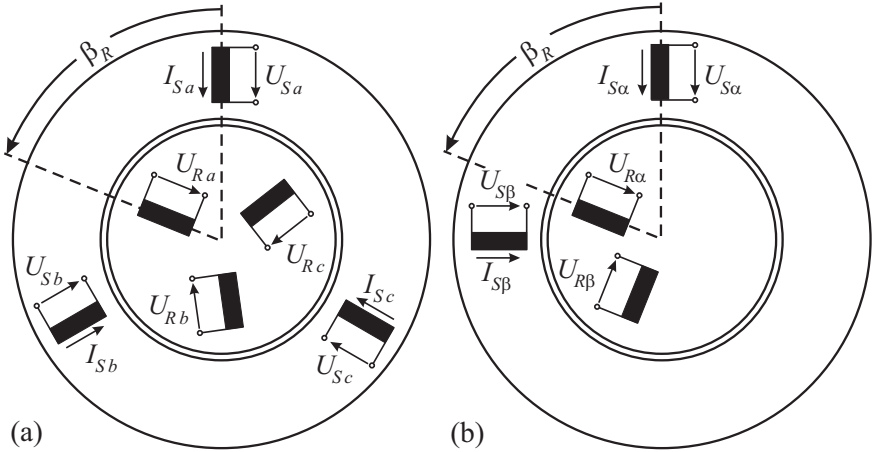 β_R
I_Sa
U_Sa
U_Ra
U_Rc
U_Sb
U_Rb
I_Sc
I_Sb
U_Sc
(a)
β_R
I_Sα
U_Sα
U_Sβ
U_Rα
I_Sβ
U_Rβ
(b)